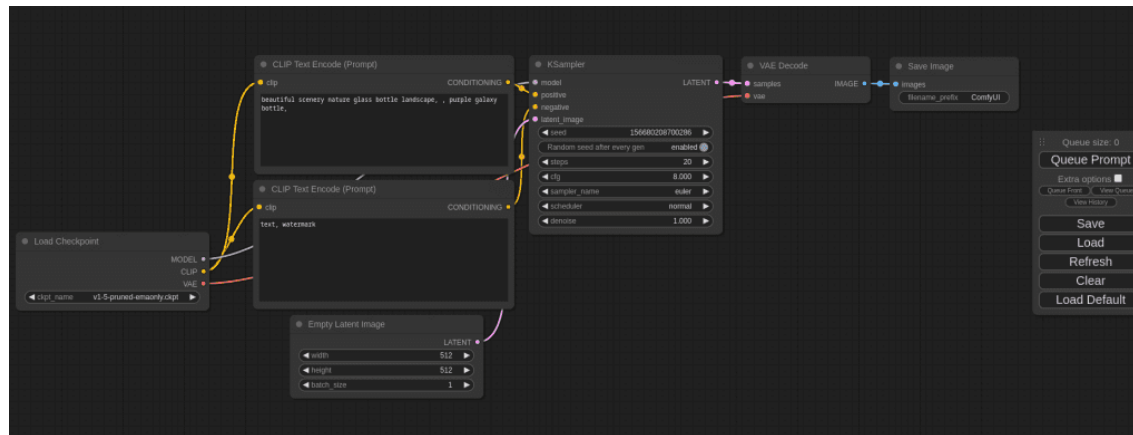 CLIP Text Encode (Prompt)
clip
CONDITIONING
beautiful scenery nature glass bottle landscape, , purple galaxy
bottle,
CLIP Text Encode (Prompt)
clip
CONDITIONING
text, watermark
Load Checkpoint
MODEL
CLIP
VAE
ckpt_name v1-5-pruned-emaonly.ckpt
Empty Latent Image
LATENT
width 512
height 512
batch_size 1
KSampler
model LATENT
positive
negative
latent_image
seed 156680208700286
Random seed after every gen enabled
steps 20
cfg 8.000
sampler_name euler
scheduler normal
denoise 1.000
VAE Decode
samples IMAGE
vae
Save Image
images
filename_prefix ComfyUI
Queue size: 0
Queue Prompt
Extra options
Queue Front View Queue
View History
Save
Load
Refresh
Clear
Load Default